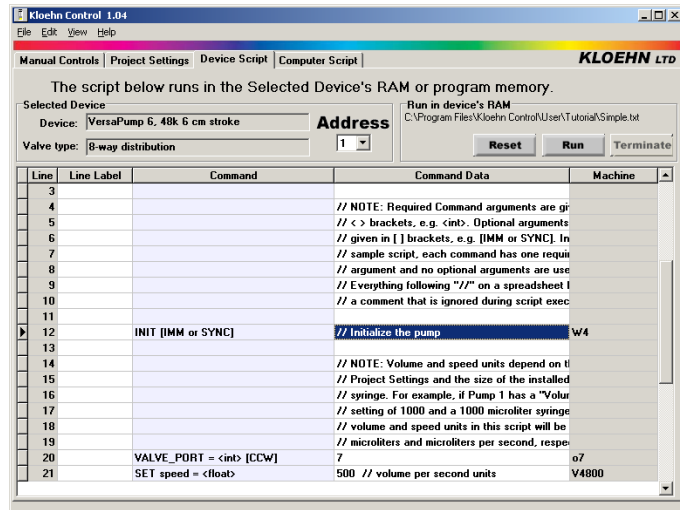 Kloehn Control 1.04
File Edit View Help
Manual Controls Project Settings Device Script Computer Script KLOEHN LTD
The script below runs in the Selected Device's RAM or program memory.
Selected Device
Device: VersaPump 6, 48k 6 cm stroke
Valve type: 8-way distribution
Address
1
Run in device's RAM
C:\Program Files\Kloehn Control\User\Tutorial\Simple.txt
Reset Run Terminate
Line Line Label Command Command Data Machine
3
4 // NOTE: Required Command arguments are gi
5 // < > brackets, e.g. <int>. Optional arguments
6 // given in [ ] brackets, e.g. [IMM or SYNC]. In
7 // sample script, each command has one requi
8 // argument and no optional arguments are use
9 // Everything following "//" on a spreadsheet l
10 // a comment that is ignored during script exec
11
12 INIT [IMM or SYNC] // Initialize the pump W4
13
14 // NOTE: Volume and speed units depend on t
15 // Project Settings and the size of the installed
16 // syringe. For example, if Pump 1 has a "Volu
17 // setting of 1000 and a 1000 microliter syringe
18 // volume and speed units in this script will be
19 // microliters and microliters per second, respe
20 VALVE_PORT = <int> [CCW] 7 o7
21 SET speed = <float> 500 // volume per second units V4800